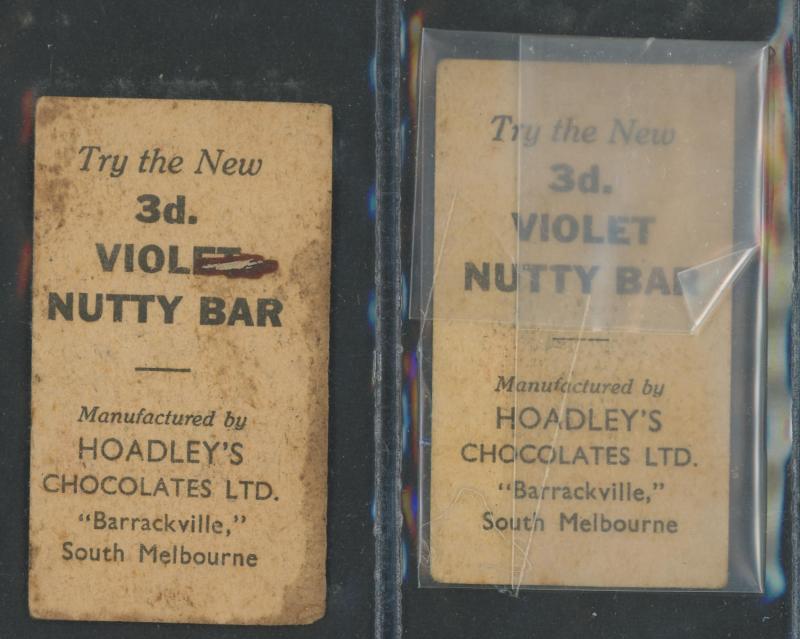 Try the New
3d.
VIOLET
NUTTY BAR
Manufactured by
HOADLEY'S
CHOCOLATES LTD.
"Barrackville,"
South Melbourne
Try the New
3d.
VIOLET
NUTTY BAR
Manufactured by
HOADLEY'S
CHOCOLATES LTD.
"Barrackville,"
South Melbourne